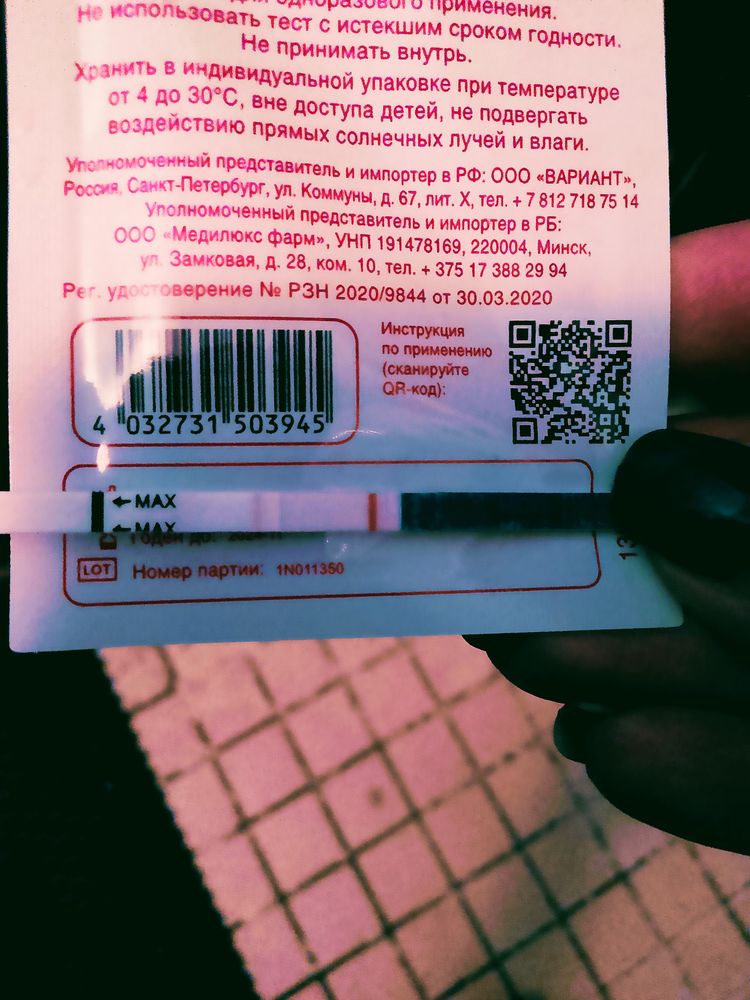 для одноразового применения.
Не использовать тест с истекшим сроком годности.
Не принимать внутрь.
Хранить в индивидуальной упаковке при температуре
от 4 до 30°С, вне доступа детей, не подвергать
воздействию прямых солнечных лучей и влаги.
Уполномоченный представитель и импортер в РФ: ООО «ВАРИАНТ»,
Россия, Санкт-Петербург, ул. Коммуны, д. 67, лит. Х, тел. + 7 812 718 75 14
Уполномоченный представитель и импортер в РБ:
ООО «Медилюкс фарм», УНП 191478169, 220004, Минск,
ул. Замковая, д. 28, ком. 10, тел. + 375 17 388 29 94
Рег. удостоверение № РЗН 2020/9844 от 30.03.2020
Инструкция
по применению
(сканируйте
QR-код):
4 032731 503945
MAX
MAX
Годен до:
LOT Номер партии: 1N011350
13